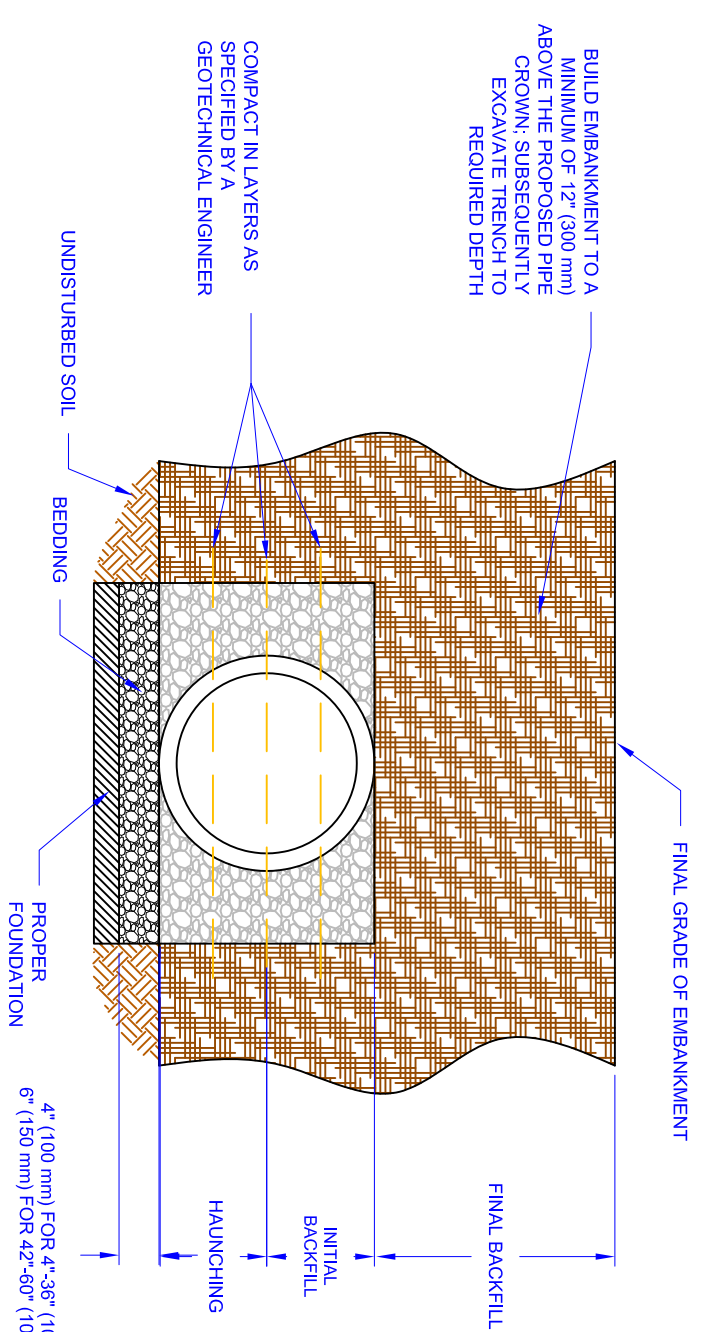 FINAL GRADE OF EMBANKMENT
BUILD EMBANKMENT TO A
MINIMUM OF 12" (300 mm)
ABOVE THE PROPOSED PIPE
CROWN; SUBSEQUENTLY
EXCAVATE TRENCH TO
REQUIRED DEPTH
FINAL BACKFILL
COMPACT IN LAYERS AS
SPECIFIED BY A
GEOTECHNICAL ENGINEER
INITIAL
BACKFILL
HAUNCHING
UNDISTURBED SOIL
BEDDING
PROPER
FOUNDATION
4" (100 mm) FOR 4"-36" (10
6" (150 mm) FOR 42"-60" (10